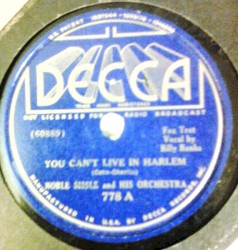 DECCA
NOT LICENSED FOR RADIO BROADCAST
(60889)
Fox Trot
Vocal by
Billy Banks
YOU CAN'T LIVE IN HARLEM
NOBLE SISSLE AND HIS ORCHESTRA
778 A
MANUFACTURED IN U.S.A. BY DECCA RECORDS, INC.